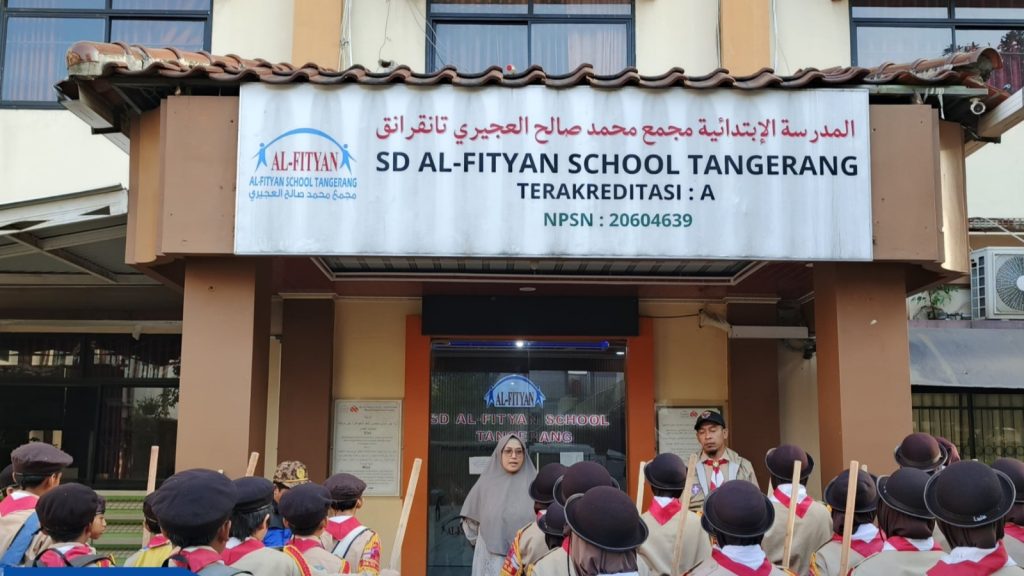 المدرسة الإبتدائية مجمع محمد صالح العجيري تانقرانق
SD AL-FITYAN SCHOOL TANGERANG
TERAKREDITASI : A
NPSN : 20604639
AL-FITYAN
AL-FITYAN SCHOOL TANGERANG
مجمع محمد صالح العجيري
AL-FITYAN
SD AL-FITYAN SCHOOL
TANGERANG